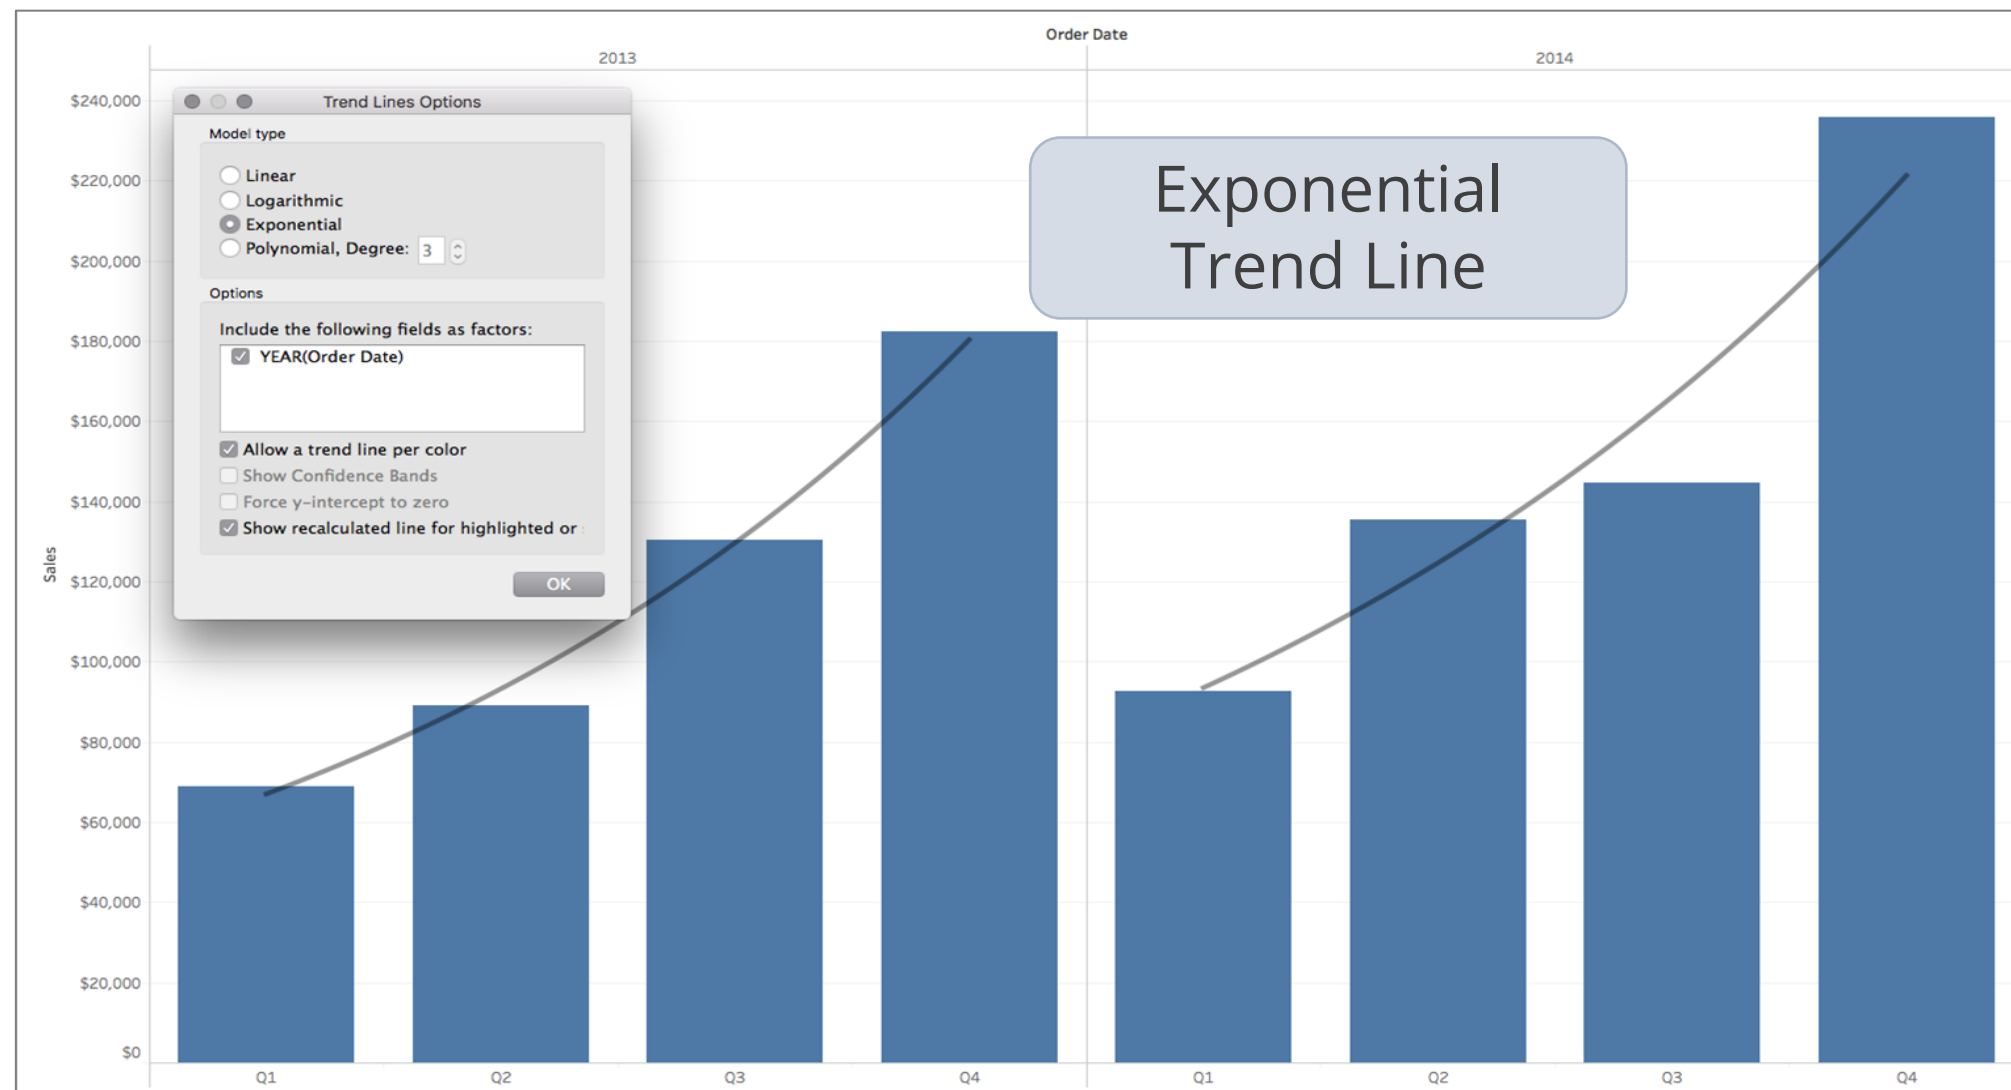 Order Date
2013
2014
$240,000
$220,000
$200,000
$180,000
$160,000
$140,000
$120,000
$100,000
$80,000
$60,000
$40,000
$20,000
$0
Sales
Trend Lines Options
Model type
Linear
Logarithmic
Exponential
Polynomial, Degree: 3
Options
Include the following fields as factors:
YEAR(Order Date)
Allow a trend line per color
Show Confidence Bands
Force y-intercept to zero
Show recalculated line for highlighted or
OK
Exponential
Trend Line
Q1 Q2 Q3 Q4 Q1 Q2 Q3 Q4